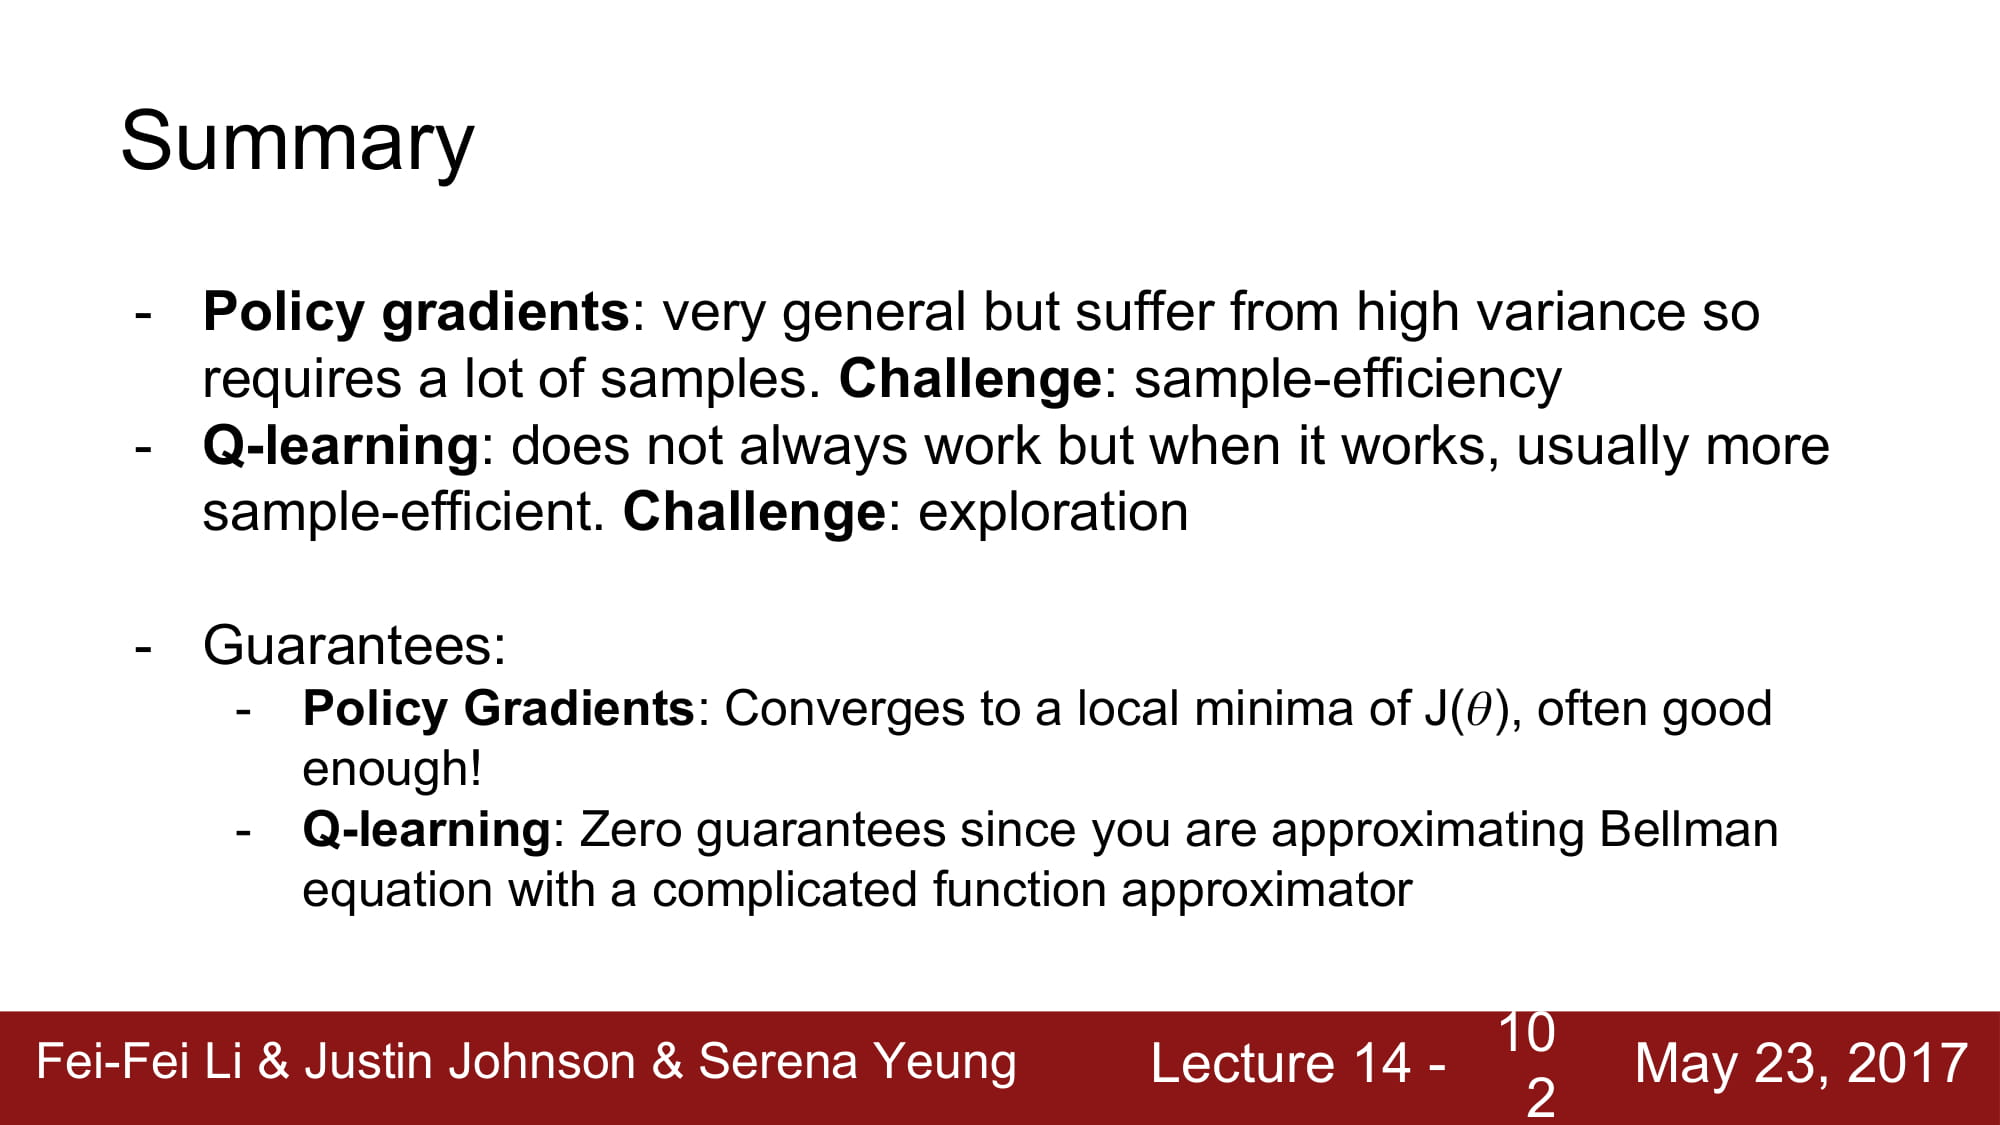 Summary
- Policy gradients: very general but suffer from high variance so
requires a lot of samples. Challenge: sample-efficiency
- Q-learning: does not always work but when it works, usually more
sample-efficient. Challenge: exploration
- Guarantees:
- Policy Gradients: Converges to a local minima of J(θ), often good
enough!
- Q-learning: Zero guarantees since you are approximating Bellman
equation with a complicated function approximator
Fei-Fei Li & Justin Johnson & Serena Yeung
Lecture 14 -
10
2
May 23, 2017